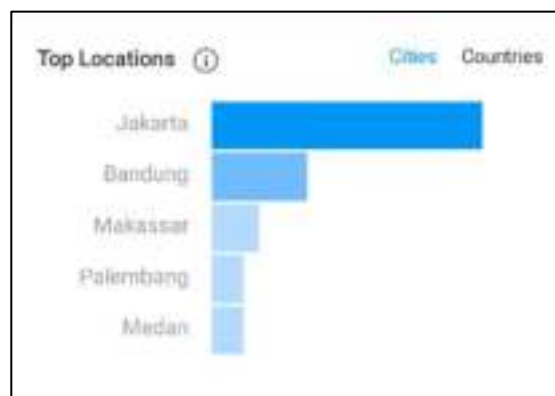 Top Locations Cities Countries
Jakarta
Bandung
Makassar
Palembang
Medan